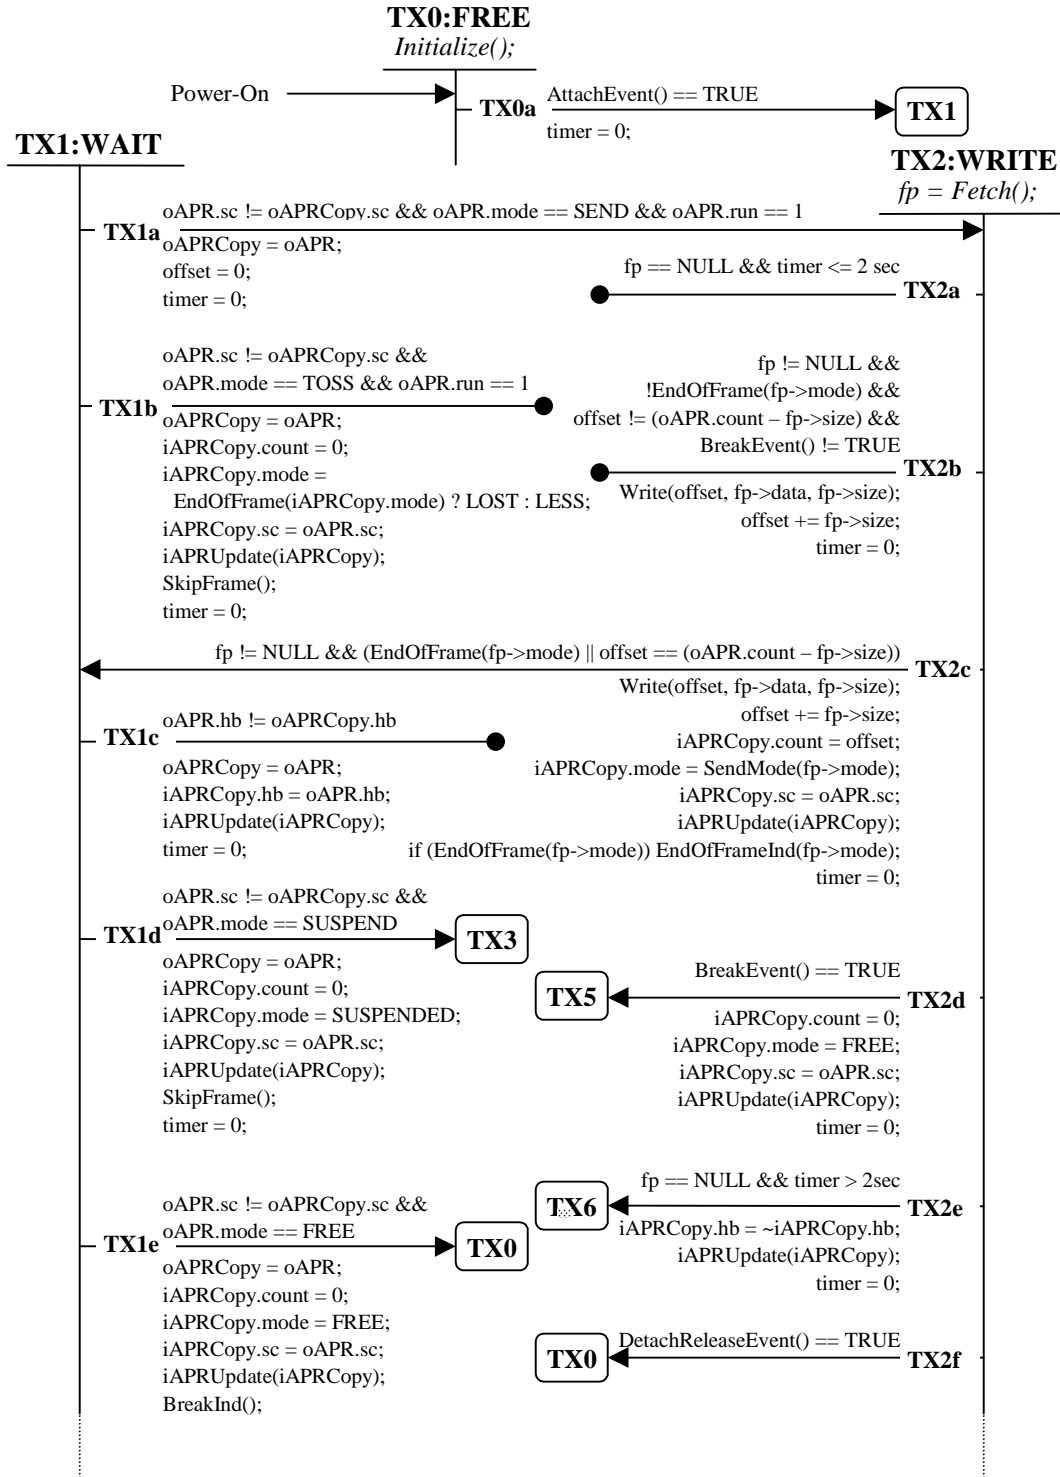 TX0:FREE
Initialize();
Power-On
TX0a
AttachEvent() == TRUE
timer = 0;
TX1
TX1:WAIT
TX2:WRITE
fp = Fetch();
TX1a
oAPR.sc != oAPRCopy.sc && oAPR.mode == SEND && oAPR.run == 1
oAPRCopy = oAPR;
offset = 0;
timer = 0;
fp == NULL && timer <= 2 sec
TX2a
TX1b
oAPR.sc != oAPRCopy.sc &&
oAPR.mode == TOSS && oAPR.run == 1
oAPRCopy = oAPR;
iAPRCopy.count = 0;
iAPRCopy.mode =
EndOfFrame(iAPRCopy.mode) ? LOST : LESS;
iAPRCopy.sc = oAPR.sc;
iAPRUpdate(iAPRCopy);
SkipFrame();
timer = 0;
fp != NULL &&
!EndOfFrame(fp->mode) &&
offset != (oAPR.count – fp->size) &&
BreakEvent() != TRUE
TX2b
Write(offset, fp->data, fp->size);
offset += fp->size;
timer = 0;
fp != NULL && (EndOfFrame(fp->mode) || offset == (oAPR.count – fp->size))
TX2c
Write(offset, fp->data, fp->size);
offset += fp->size;
iAPRCopy.count = offset;
iAPRCopy.mode = SendMode(fp->mode);
iAPRCopy.sc = oAPR.sc;
iAPRUpdate(iAPRCopy);
if (EndOfFrame(fp->mode)) EndOfFrameInd(fp->mode);
timer = 0;
TX1c
oAPR.hb != oAPRCopy.hb
oAPRCopy = oAPR;
iAPRCopy.hb = oAPR.hb;
iAPRUpdate(iAPRCopy);
timer = 0;
TX1d
oAPR.sc != oAPRCopy.sc &&
oAPR.mode == SUSPEND
TX3
oAPRCopy = oAPR;
iAPRCopy.count = 0;
iAPRCopy.mode = SUSPENDED;
iAPRCopy.sc = oAPR.sc;
iAPRUpdate(iAPRCopy);
SkipFrame();
timer = 0;
BreakEvent() == TRUE
TX5
TX2d
iAPRCopy.count = 0;
iAPRCopy.mode = FREE;
iAPRCopy.sc = oAPR.sc;
iAPRUpdate(iAPRCopy);
timer = 0;
fp == NULL && timer > 2sec
TX6
TX2e
iAPRCopy.hb = ~iAPRCopy.hb;
iAPRUpdate(iAPRCopy);
timer = 0;
TX1e
oAPR.sc != oAPRCopy.sc &&
oAPR.mode == FREE
TX0
oAPRCopy = oAPR;
iAPRCopy.count = 0;
iAPRCopy.mode = FREE;
iAPRCopy.sc = oAPR.sc;
iAPRUpdate(iAPRCopy);
BreakInd();
DetachReleaseEvent() == TRUE
TX0
TX2f